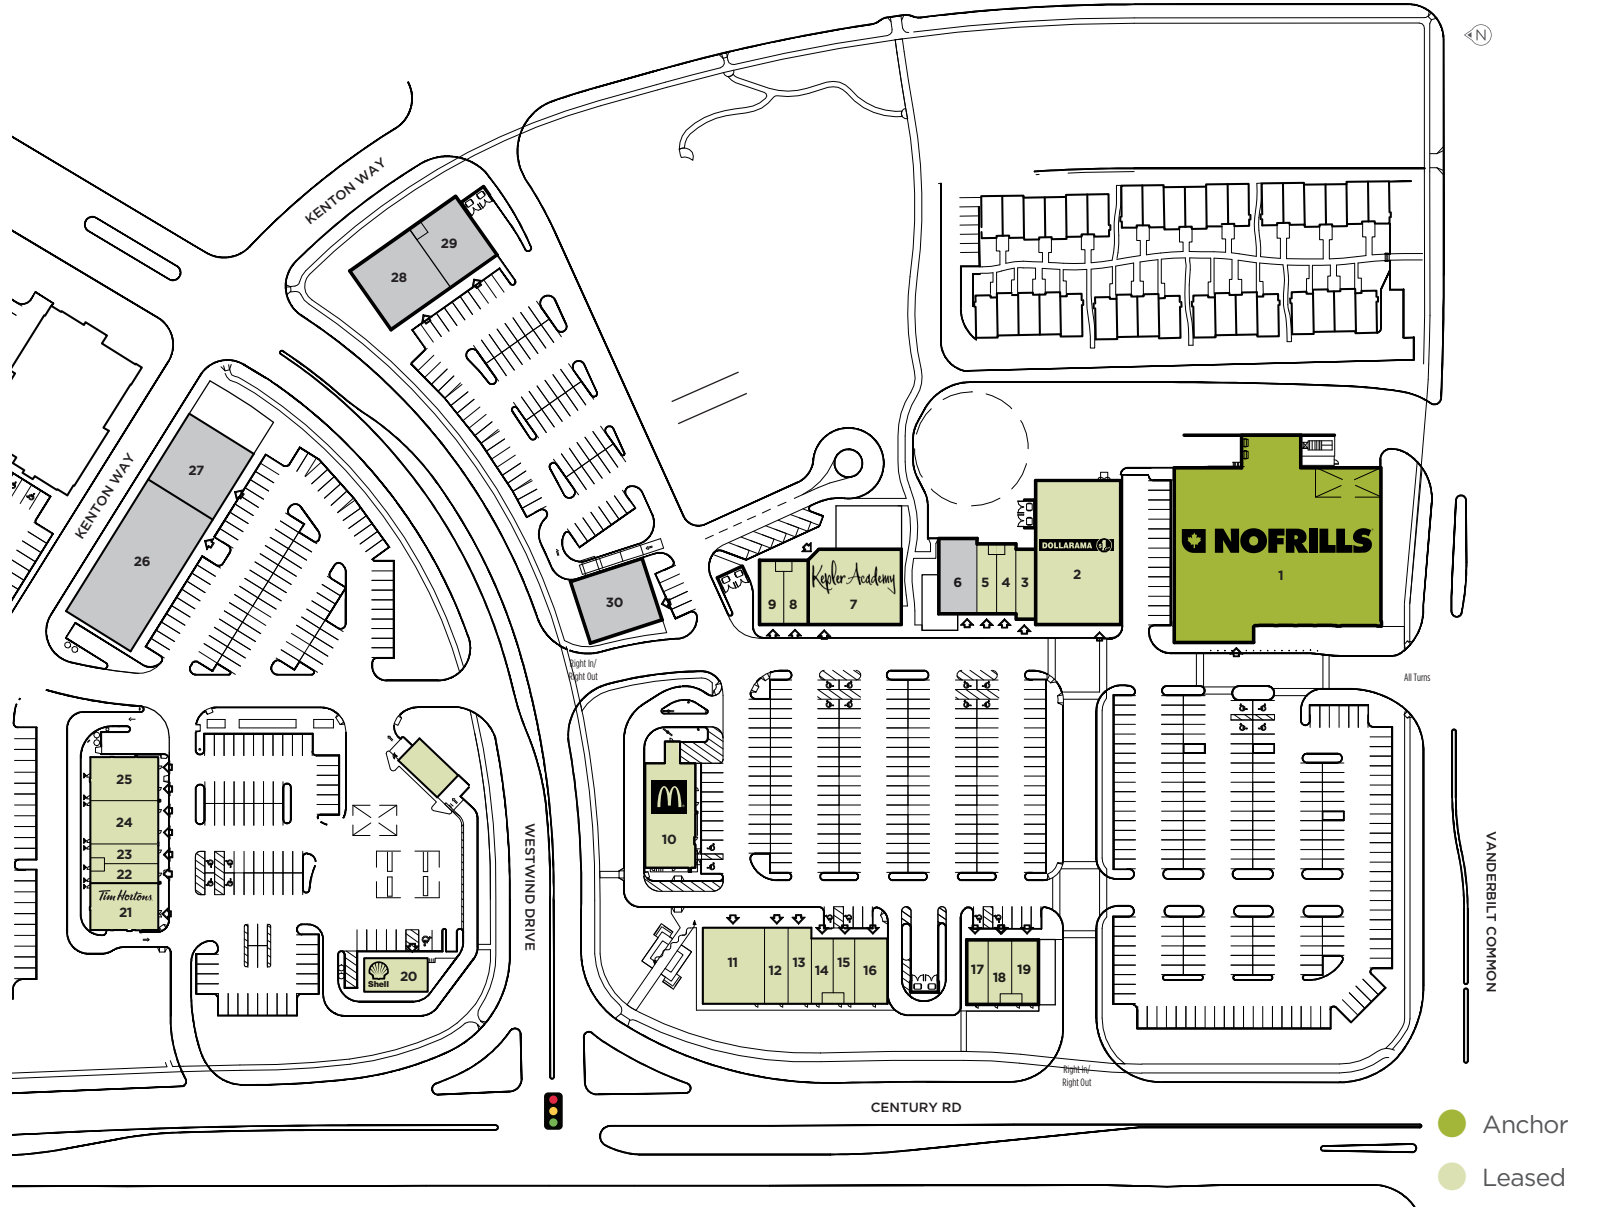 N
KENTON WAY
29
28
27
KENTON WAY
26
NOFRILLS
1
DOLLARAMA
2
6
5
4
3
Kepler Academy
9
8
7
30
Right In/
Right Out
All Turns
25
24
23
22
Tim Hortons
21
M
10
WESTWIND DRIVE
VANDERBILT COMMON
11
12
13
14
15
16
17
18
19
Shell
20
Right In/
Right Out
CENTURY RD
Anchor
Leased